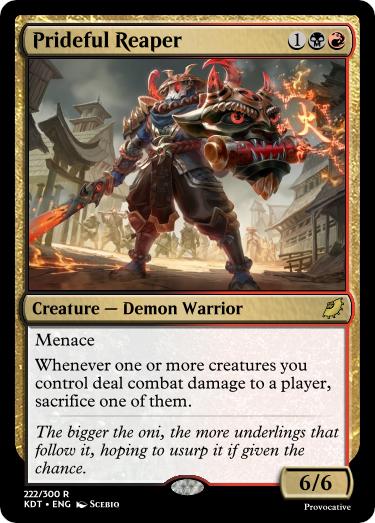 Prideful Reaper 1
火
Creature — Demon Warrior
Menace
Whenever one or more creatures you
control deal combat damage to a player,
sacrifice one of them.
The bigger the oni, the more underlings that
follow it, hoping to usurp it if given the
chance.
6/6
222/300 R
KDT • ENG Scebio
Provocative